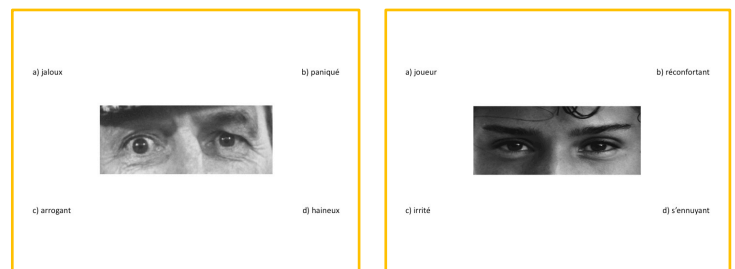 a) jaloux
b) paniqué
c) arrogant
d) haineux
a) joueur
b) réconfortant
c) irrité
d) s’ennuyant